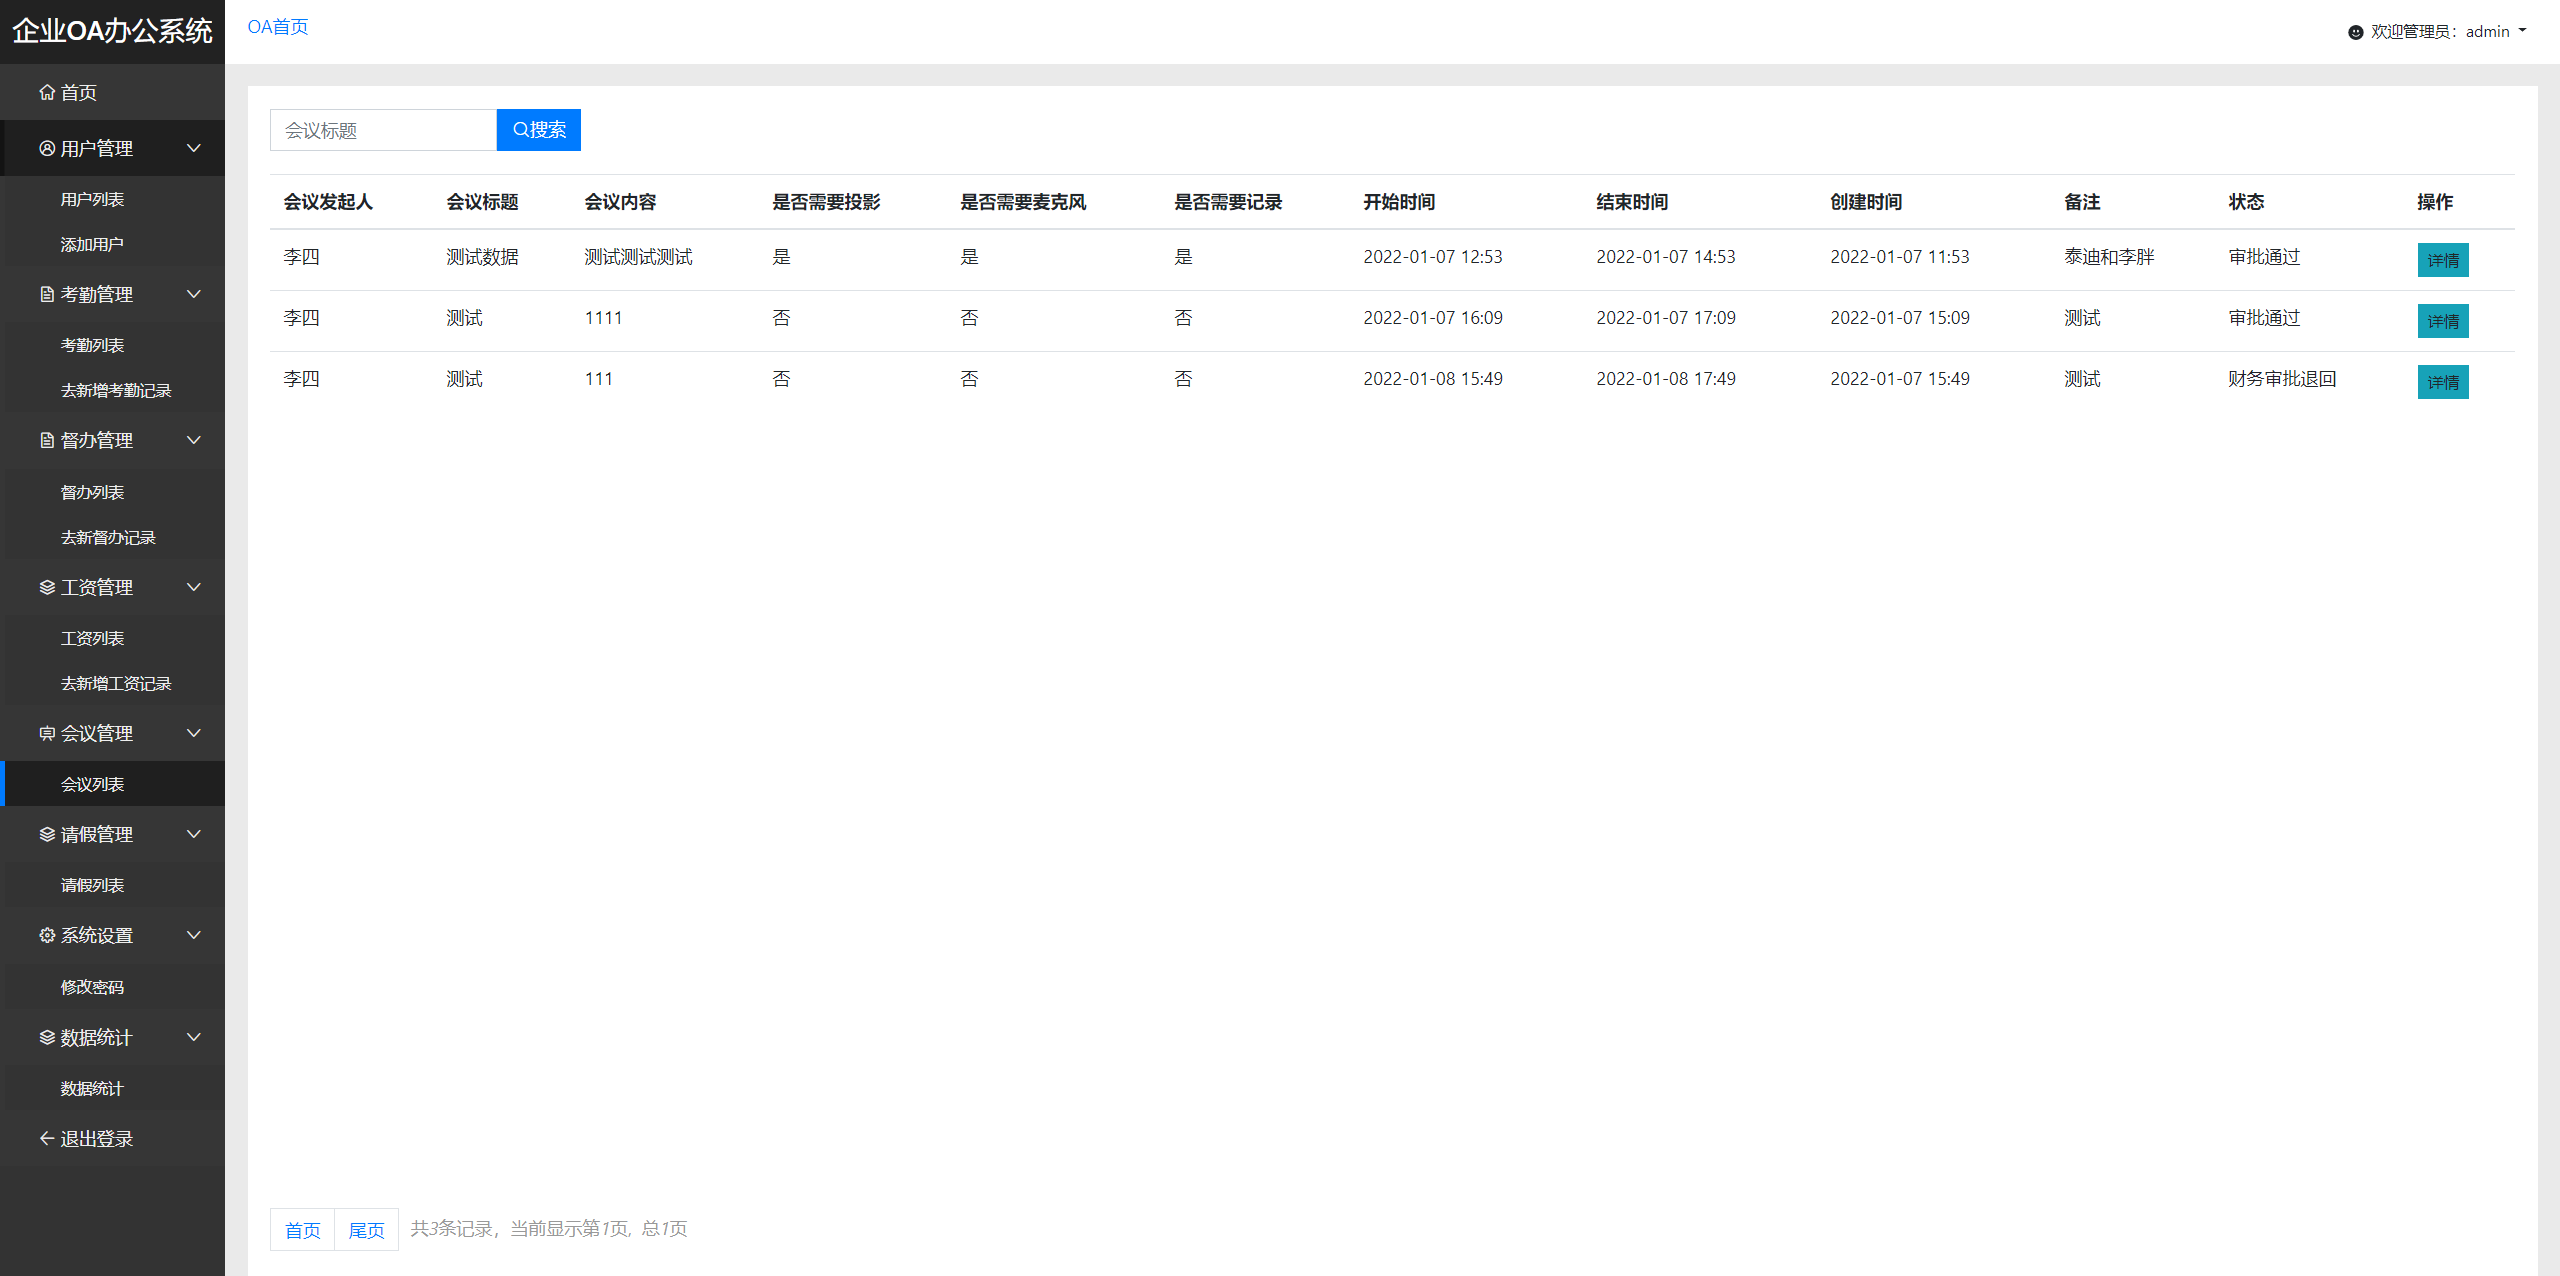 企业OA办公系统
OA首页
欢迎管理员：admin
首页
用户管理
用户列表
添加用户
考勤管理
考勤列表
去新增考勤记录
督办管理
督办列表
去新督办记录
工资管理
工资列表
去新增工资记录
会议管理
会议列表
请假管理
请假列表
系统设置
修改密码
数据统计
数据统计
退出登录
会议标题 搜索
会议发起人 会议标题 会议内容 是否需要投影 是否需要麦克风 是否需要记录 开始时间 结束时间 创建时间 备注 状态 操作
李四 测试数据 测试测试测试 是 是 是 2022-01-07 12:53 2022-01-07 14:53 2022-01-07 11:53 泰迪和李胖 审批通过 详情
李四 测试 1111 否 否 否 2022-01-07 16:09 2022-01-07 17:09 2022-01-07 15:09 测试 审批通过 详情
李四 测试 111 否 否 否 2022-01-08 15:49 2022-01-08 17:49 2022-01-07 15:49 测试 财务审批退回 详情
首页 尾页 共3条记录，当前显示第1页，总1页